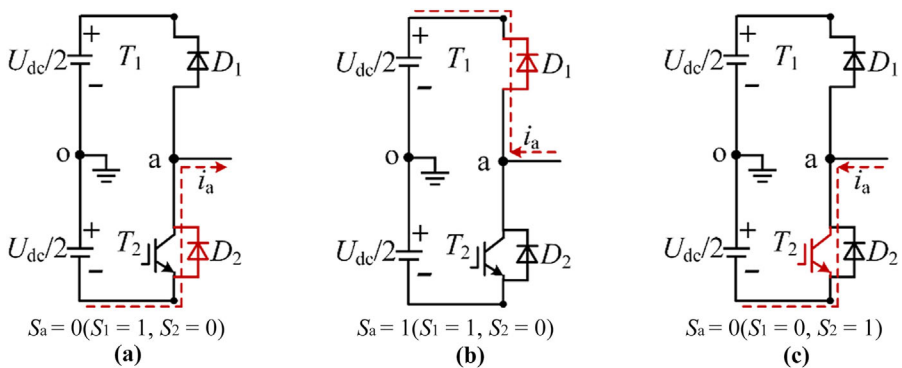 + + +
U_dc/2 T_1 D_1 U_dc/2 T_1 D_1 U_dc/2 T_1 D_1
− − −
o a i_a o a i_a o a i_a
+ + +
U_dc/2 T_2 D_2 U_dc/2 T_2 D_2 U_dc/2 T_2 D_2
− − −
S_a = 0(S_1 = 1, S_2 = 0) S_a = 1(S_1 = 1, S_2 = 0) S_a = 0(S_1 = 0, S_2 = 1)
(a) (b) (c)